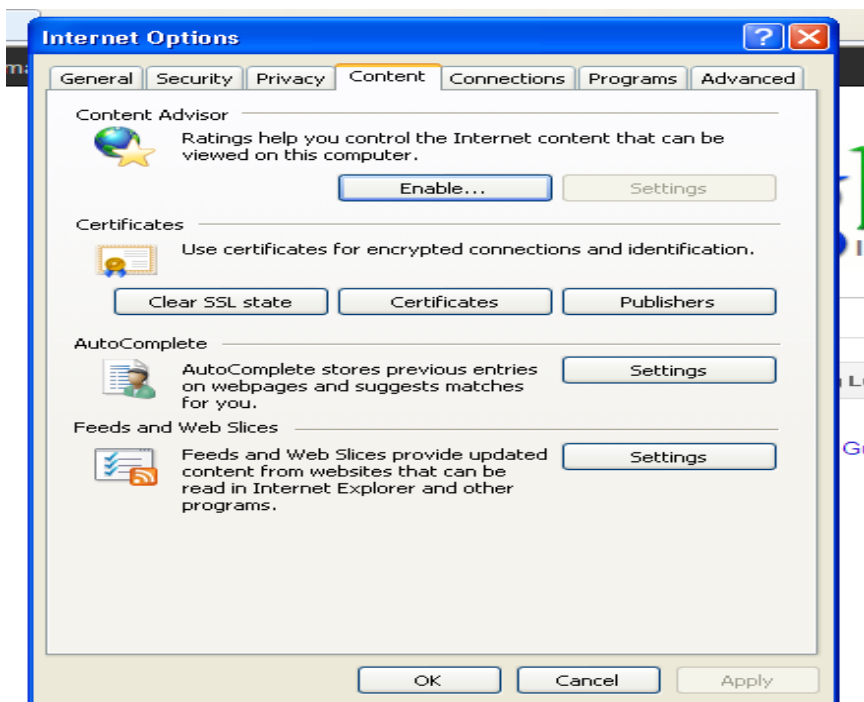 Internet Options
General Security Privacy Content Connections Programs Advanced
Content Advisor
Ratings help you control the Internet content that can be
viewed on this computer.
Enable... Settings
Certificates
Use certificates for encrypted connections and identification.
Clear SSL state Certificates Publishers
AutoComplete
AutoComplete stores previous entries
on webpages and suggests matches
for you.
Settings
Feeds and Web Slices
Feeds and Web Slices provide updated
content from websites that can be
read in Internet Explorer and other
programs.
Settings
OK Cancel Apply